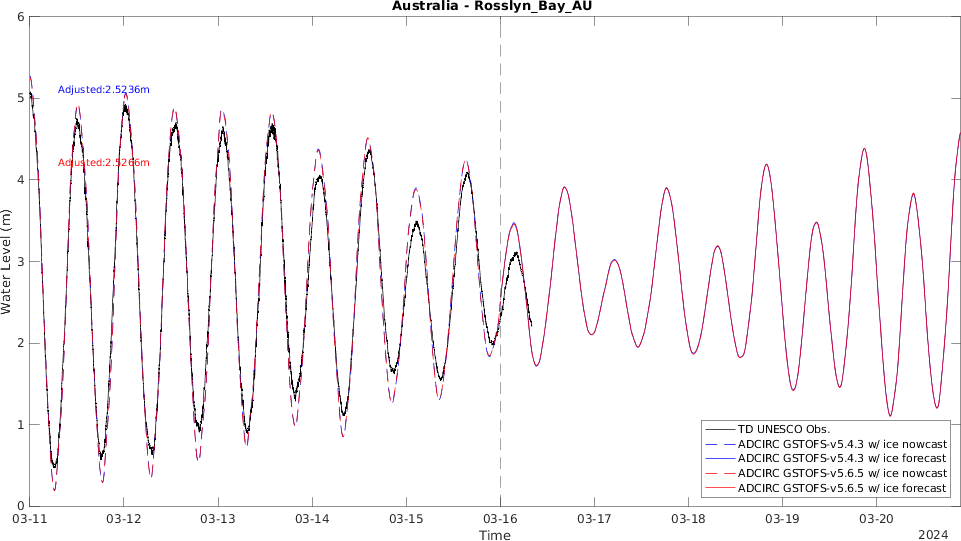 Australia - Rosslyn_Bay_AU
Water Level (m)
6
5
4
3
2
1
0
Adjusted:2.5236m
Adjusted:2.5266m
TD UNESCO Obs.
ADCIRC GSTOFS-v5.4.3 w/ ice nowcast
ADCIRC GSTOFS-v5.4.3 w/ ice forecast
ADCIRC GSTOFS-v5.6.5 w/ ice nowcast
ADCIRC GSTOFS-v5.6.5 w/ ice forecast
03-11 03-12 03-13 03-14 03-15 03-16 03-17 03-18 03-19 03-20
Time
2024